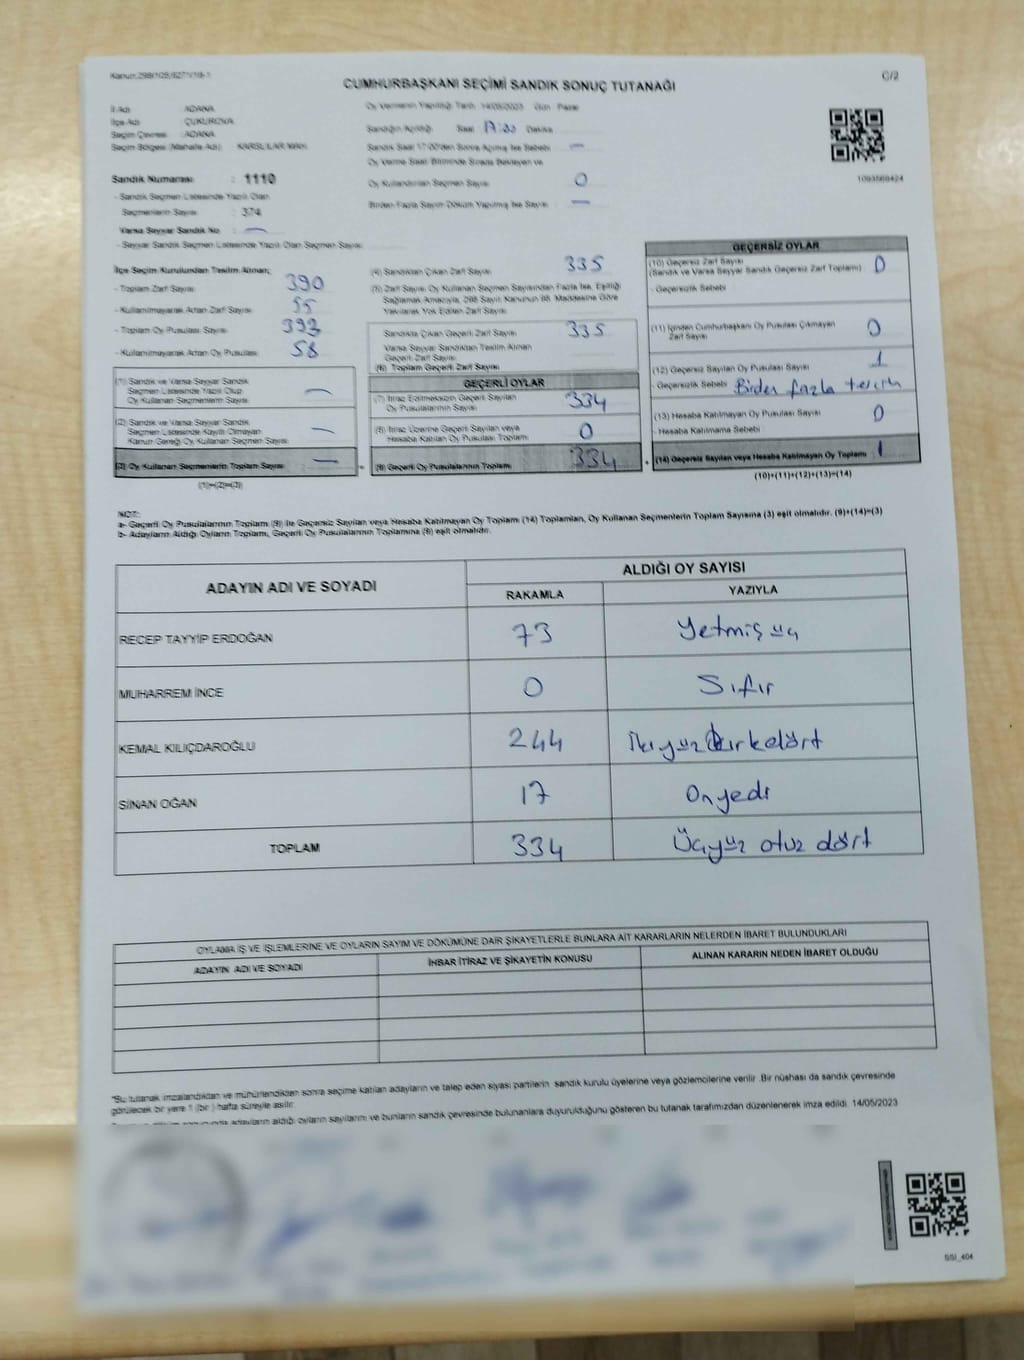 Kanun:298/105,6271/18-1
C/2
CUMHURBAŞKANI SEÇİMİ SANDIK SONUÇ TUTANAĞI
İl Adı : ADANA
İlçe Adı : ÇUKUROVA
Seçim Çevresi : ADANA
Seçim Bölgesi (Mahalle Adı) : KARSLILAR MAH.
Sandık Numarası : 1110
- Sandık Seçmen Listesinde Yazılı Olan
Seçmenlerin Sayısı : 374
Varsa Seyyar Sandık No : —
- Seyyar Sandık Seçmen Listesinde Yazılı Olan Seçmen Sayısı
Oy Vermenin Yapıldığı Tarih: 14/05/2023 Gün: Pazar
Sandığın Açıldığı Saat Dakika
Sandık Saat 17:00'den Sonra Açılmış İse Sebebi —
Oy Verme Saati Bitiminde Sırada Bekleyen ve
Oy Kullandırılan Seçmen Sayısı 0
Birden Fazla Sayım Döküm Yapılmış İse Sayısı —
1093568424
İlçe Seçim Kurulundan Teslim Alınan;
- Toplam Zarf Sayısı 390
- Kullanılmayarak Artan Zarf Sayısı 55
- Toplam Oy Pusulası Sayısı 392
- Kullanılmayarak Artan Oy Pusulası 58
(1) Sandık ve Varsa Seyyar Sandık
Seçmen Listesinde Yazılı Olup
Oy Kullanan Seçmenlerin Sayısı —
(2) Sandık ve Varsa Seyyar Sandık
Seçmen Listesinde Kayıtlı Olmayan
Kanun Gereği Oy Kullanan Seçmen Sayısı —
(3) Oy Kullanan Seçmenlerin Toplam Sayısı —
(1)+(2)=(3)
(4) Sandıktan Çıkan Zarf Sayısı 335
(5) Zarf Sayısı Oy Kullanan Seçmen Sayısından Fazla İse, Eşitliği
Sağlamak Amacıyla, 298 Sayılı Kanunun 98. Maddesine Göre
Yakılarak Yok Edilen Zarf Sayısı
Sandıkta Çıkan Geçerli Zarf Sayısı 335
Varsa Seyyar Sandıktan Teslim Alınan
Geçerli Zarf Sayısı
(6) Toplam Geçerli Zarf Sayısı
GEÇERLİ OYLAR
(7) İtiraz Edilmeksizin Geçerli Sayılan
Oy Pusulalarının Sayısı 334
(8) İtiraz Üzerine Geçerli Sayılan veya
Hesaba Katılan Oy Pusulası Toplamı 0
(9) Geçerli Oy Pusulalarının Toplamı 334
GEÇERSİZ OYLAR
(10) Geçersiz Zarf Sayısı
(Sandık ve Varsa Seyyar Sandık Geçersiz Zarf Toplamı) 0
- Geçersizlik Sebebi
(11) İçinden Cumhurbaşkanı Oy Pusulası Çıkmayan
Zarf Sayısı 0
(12) Geçersiz Sayılan Oy Pusulası Sayısı 1
- Geçersizlik Sebebi Birden fazla tercih
(13) Hesaba Katılmayan Oy Pusulası Sayısı 0
- Hesaba Katılmama Sebebi
(14) Geçersiz Sayılan veya Hesaba Katılmayan Oy Toplamı 1
(10)+(11)+(12)+(13)=(14)
NOT:
a- Geçerli Oy Pusulalarının Toplam (9) ile Geçersiz Sayılan veya Hesaba Katılmayan Oy Toplam (14) Toplamları, Oy Kullanan Seçmenlerin Toplam Sayısına (3) eşit olmalıdır. (9)+(14)=(3)
b- Adayların Aldığı Oyların Toplamı, Geçerli Oy Pusulalarının Toplamına (9) eşit olmalıdır.
ADAYIN ADI VE SOYADI
ALDIĞI OY SAYISI
RAKAMLA YAZIYLA
RECEP TAYYİP ERDOĞAN 73 Yetmiş üç
MUHARREM İNCE 0 Sıfır
KEMAL KILIÇDAROĞLU 244 İkiyüz kırkdört
SİNAN OĞAN 17 Onyedi
TOPLAM 334 Üçyüz otuz dört
OYLAMA İŞ VE İŞLEMLERİNE VE OYLARIN SAYIM VE DÖKÜMÜNE DAİR ŞİKAYETLERLE BUNLARA AİT KARARLARIN NELERDEN İBARET BULUNDUKLARI
ADAYIN ADI VE SOYADI İHBAR İTİRAZ VE ŞİKAYETİN KONUSU ALINAN KARARIN NEDEN İBARET OLDUĞU
*Bu tutanak imzalandıktan ve mühürlendikten sonra seçime katılan adayların ve talep eden siyasi partilerin sandık kurulu üyelerine veya gözlemcilerine verilir. Bir nüshası da sandık çevresinde
görülecek bir yere 1 (bir) hafta süreyle asılır.
adayların aldığı oyların sayılarını ve bunların sandık çevresinde bulunanlara duyurulduğunu gösteren bu tutanak tarafımızdan düzenlenerek imza edildi. 14/05/2023
SSI_404